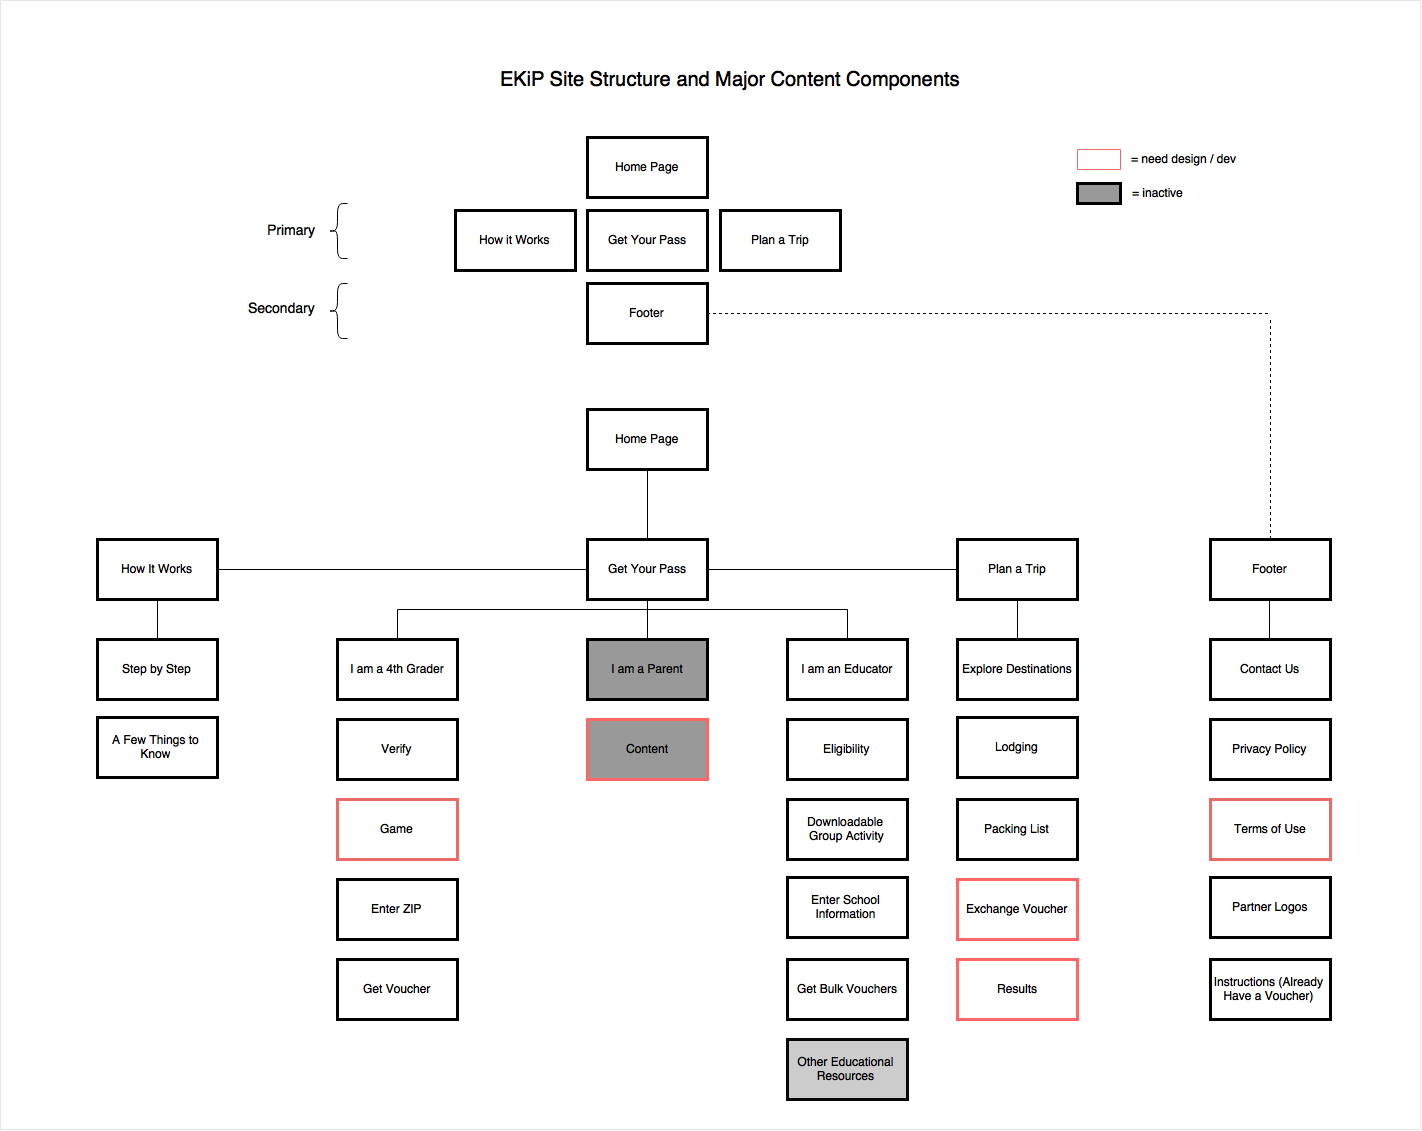 EKiP Site Structure and Major Content Components
Home Page
= need design / dev
= inactive
Primary
How it Works
Get Your Pass
Plan a Trip
Secondary
Footer
Home Page
How It Works
Get Your Pass
Plan a Trip
Footer
Step by Step
I am a 4th Grader
I am a Parent
I am an Educator
Explore Destinations
Contact Us
A Few Things to
Know
Verify
Content
Eligibility
Lodging
Privacy Policy
Game
Downloadable
Group Activity
Packing List
Terms of Use
Enter ZIP
Enter School
Information
Exchange Voucher
Partner Logos
Get Voucher
Get Bulk Vouchers
Results
Instructions (Already
Have a Voucher)
Other Educational
Resources